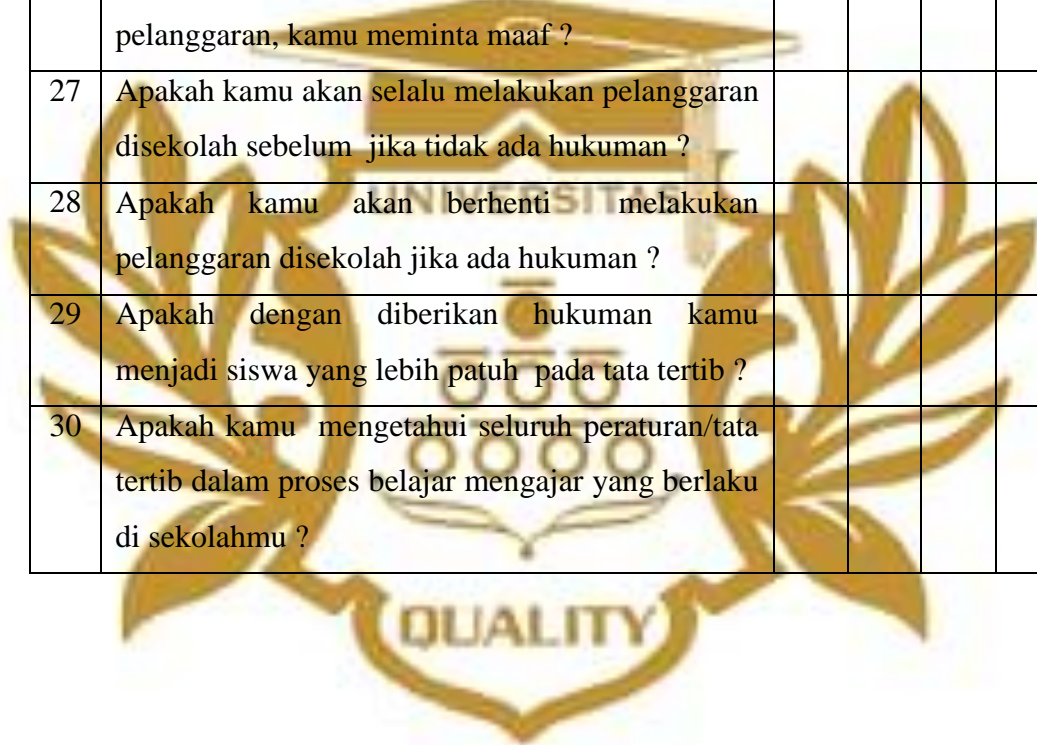 pelanggaran, kamu meminta maaf ?
27 Apakah kamu akan selalu melakukan pelanggaran
disekolah sebelum jika tidak ada hukuman ?
UNIVERSITAS
28 Apakah kamu akan berhenti melakukan
pelanggaran disekolah jika ada hukuman ?
29 Apakah dengan diberikan hukuman kamu
menjadi siswa yang lebih patuh pada tata tertib ?
30 Apakah kamu mengetahui seluruh peraturan/tata
tertib dalam proses belajar mengajar yang berlaku
di sekolahmu ?
QUALITY